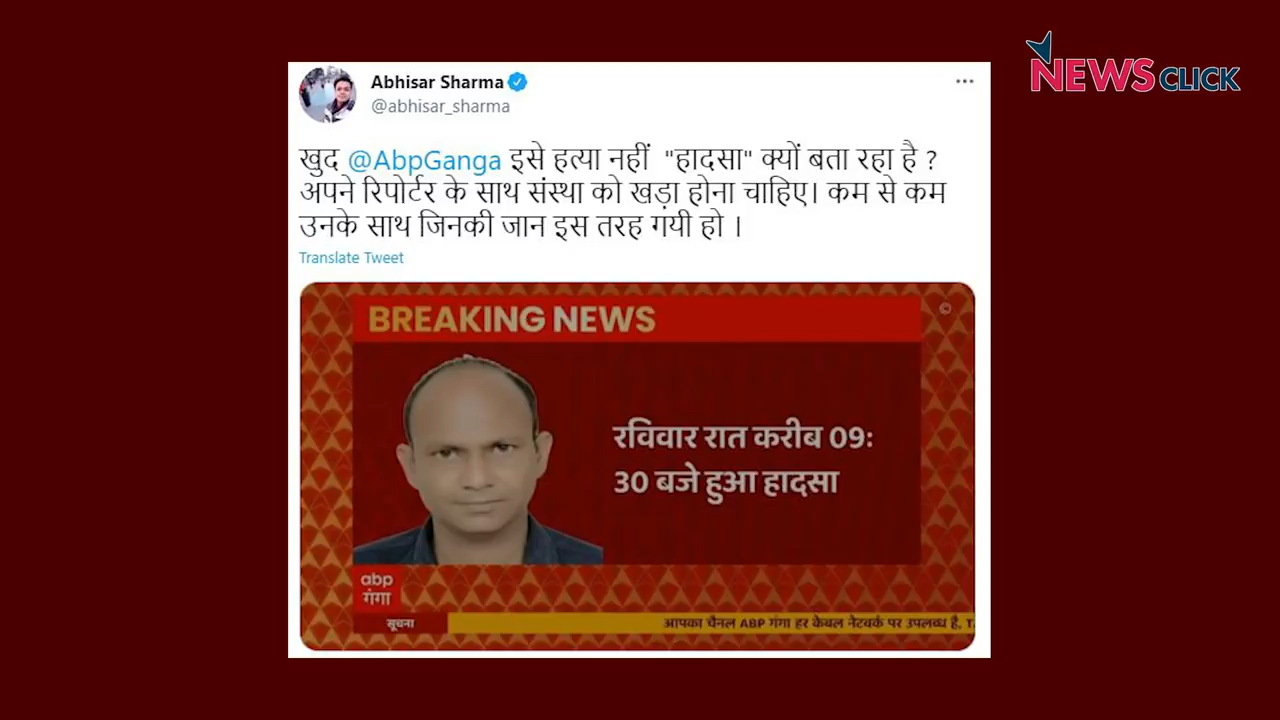 NEWSCLICK
Abhisar Sharma
@abhisar_sharma
खुद @AbpGanga इसे हत्या नहीं "हादसा" क्यों बता रहा है ?
अपने रिपोर्टर के साथ संस्था को खड़ा होना चाहिए। कम से कम
उनके साथ जिनकी जान इस तरह गयी हो ।
Translate Tweet
BREAKING NEWS
©
रविवार रात करीब 09:
30 बजे हुआ हादसा
abp
गंगा
सूचना
आपका चैनल ABP गंगा हर केबल नेटवर्क पर उपलब्ध है, T